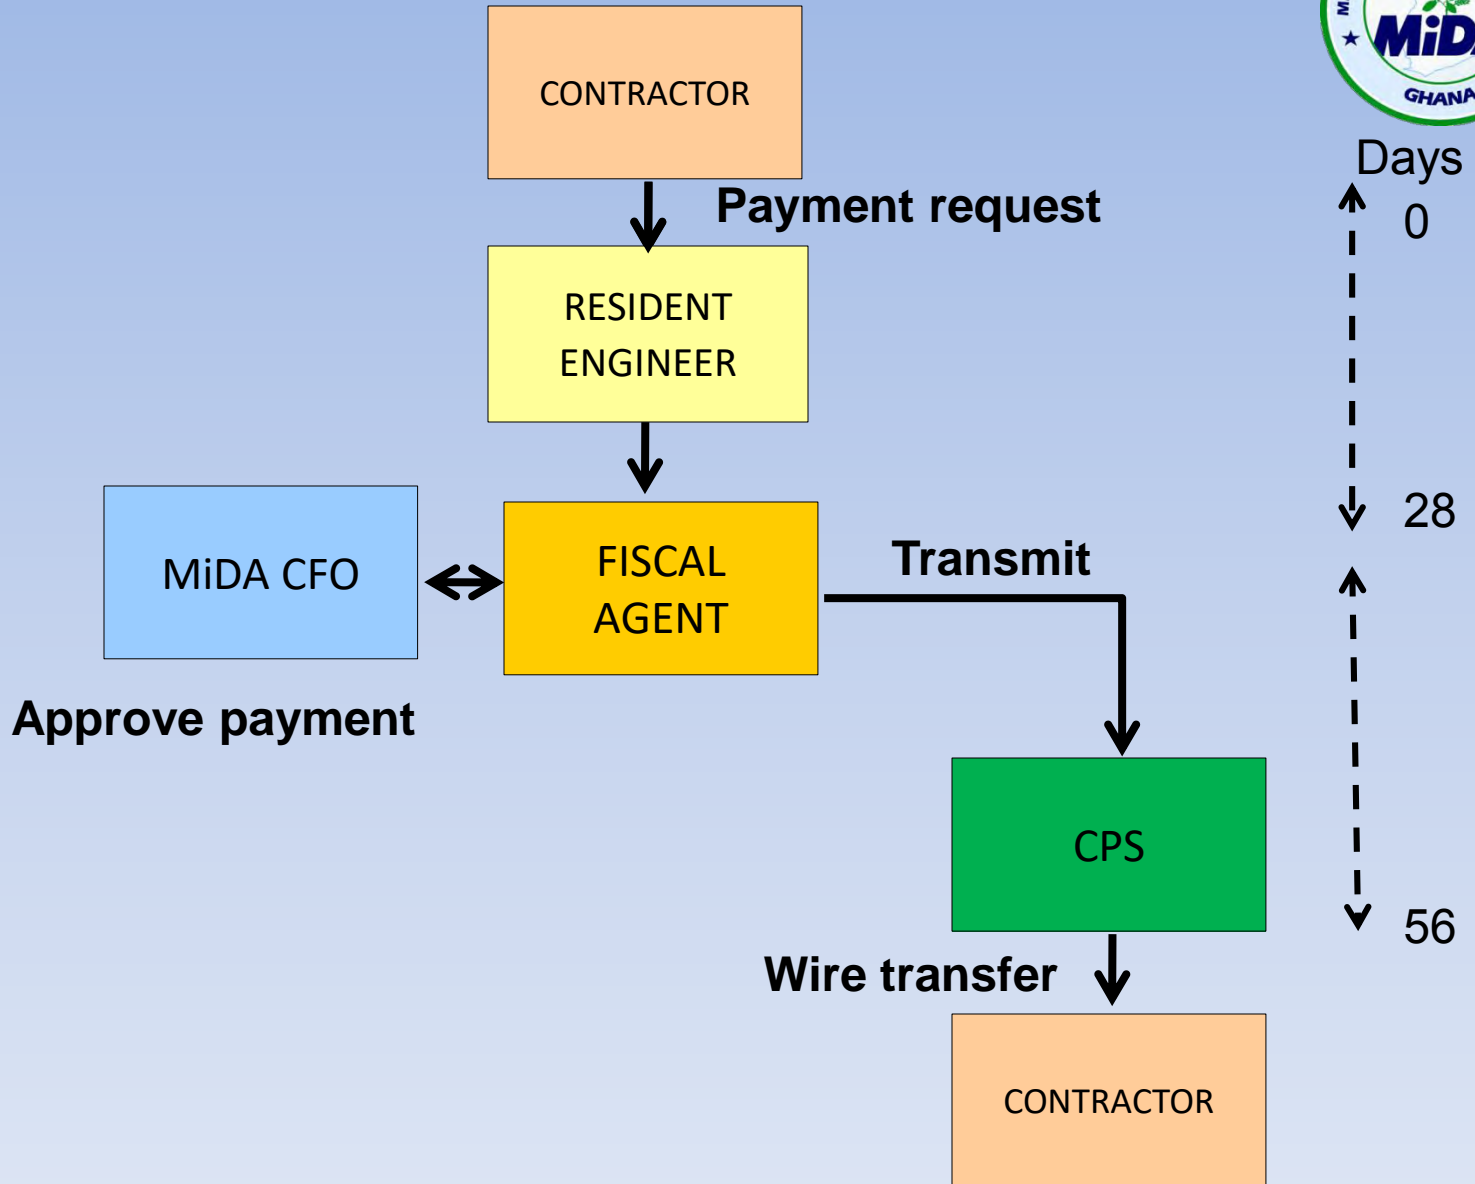 GHANA
CONTRACTOR
Days
Payment request
0
RESIDENT
ENGINEER
28
MiDA CFO
FISCAL
AGENT
Transmit
Approve payment
CPS
56
Wire transfer
CONTRACTOR